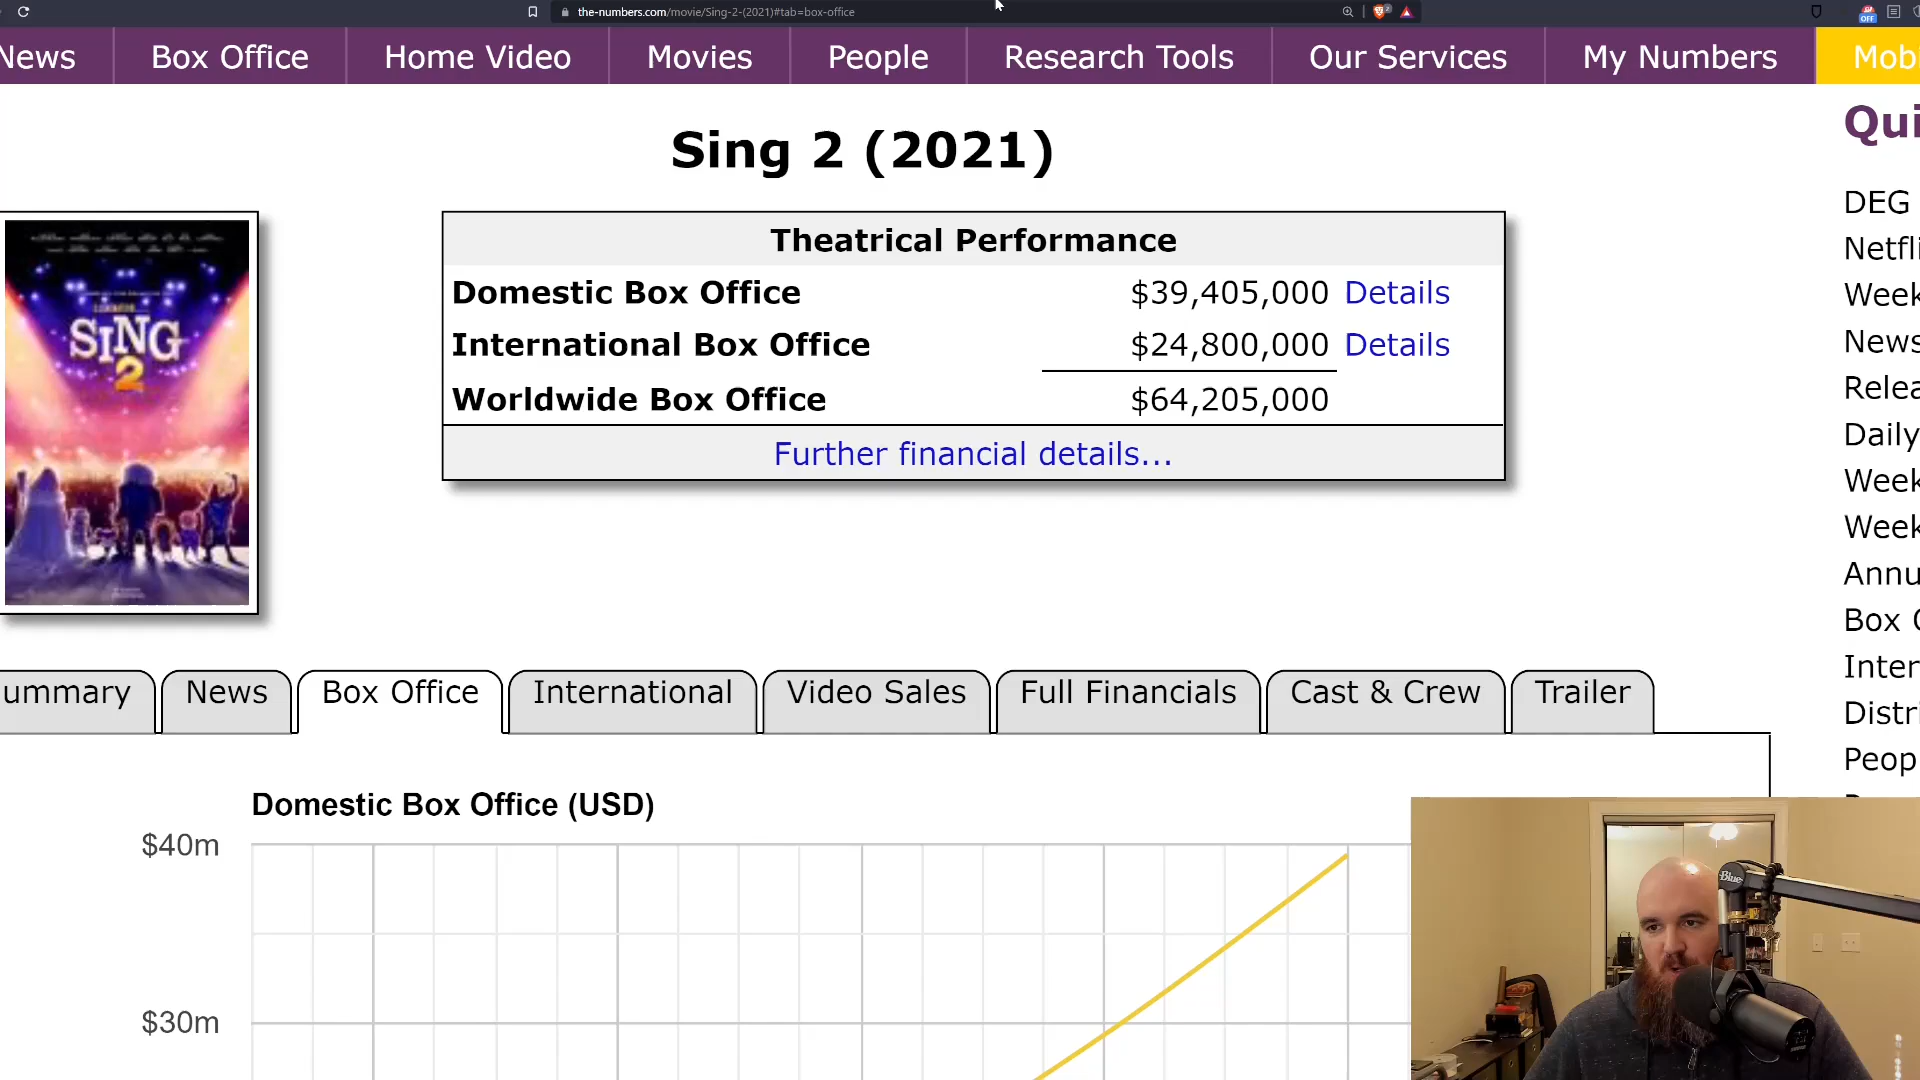 the-numbers.com/movie/Sing-2-(2021)#tab=box-office
OFF
News
Box Office
Home Video
Movies
People
Research Tools
Our Services
My Numbers
Mobi
Sing 2 (2021)
Qui
SING
2
Theatrical Performance
Domestic Box Office $39,405,000 Details
International Box Office $24,800,000 Details
Worldwide Box Office $64,205,000
Further financial details...
DEG
Netfli
Week
News
Relea
Daily
Week
Week
Annu
Box O
Inter
Distri
Peop
ummary
News
Box Office
International
Video Sales
Full Financials
Cast & Crew
Trailer
Domestic Box Office (USD)
$40m
$30m
Blue